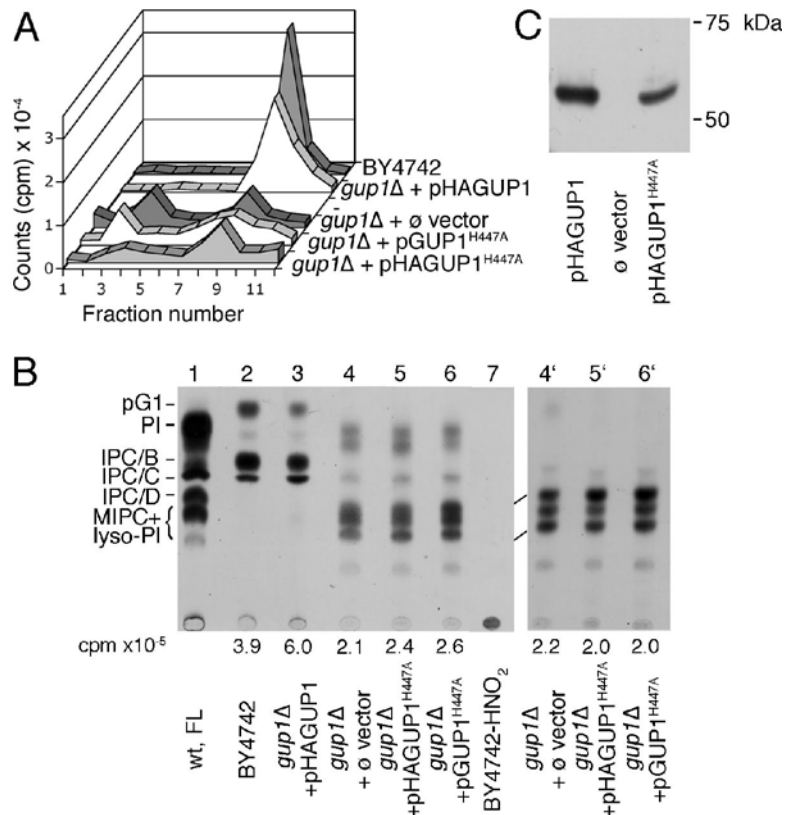 A
Counts (cpm) x 10⁻⁴
3
2
1
0
1 3 5 7 9 11
Fraction number
BY4742
gup1Δ + pHAGUP1
gup1Δ + ø vector
gup1Δ + pGUP1ᴴ⁴⁴⁷ᴬ
gup1Δ + pHAGUP1ᴴ⁴⁴⁷ᴬ
C
75 kDa
50
pHAGUP1
ø vector
pHAGUP1ᴴ⁴⁴⁷ᴬ
B
1 2 3 4 5 6 7 4' 5' 6'
pG1
PI
IPC/B
IPC/C
IPC/D
MIPC+
lyso-PI
cpm x10⁻⁵ 3.9 6.0 2.1 2.4 2.6 2.2 2.0 2.0
wt, FL
BY4742
gup1Δ
+pHAGUP1
gup1Δ
+ ø vector
gup1Δ
+pHAGUP1ᴴ⁴⁴⁷ᴬ
gup1Δ
+pGUP1ᴴ⁴⁴⁷ᴬ
BY4742-HNO₂
gup1Δ
+ ø vector
gup1Δ
+pHAGUP1ᴴ⁴⁴⁷ᴬ
gup1Δ
+pGUP1ᴴ⁴⁴⁷ᴬ